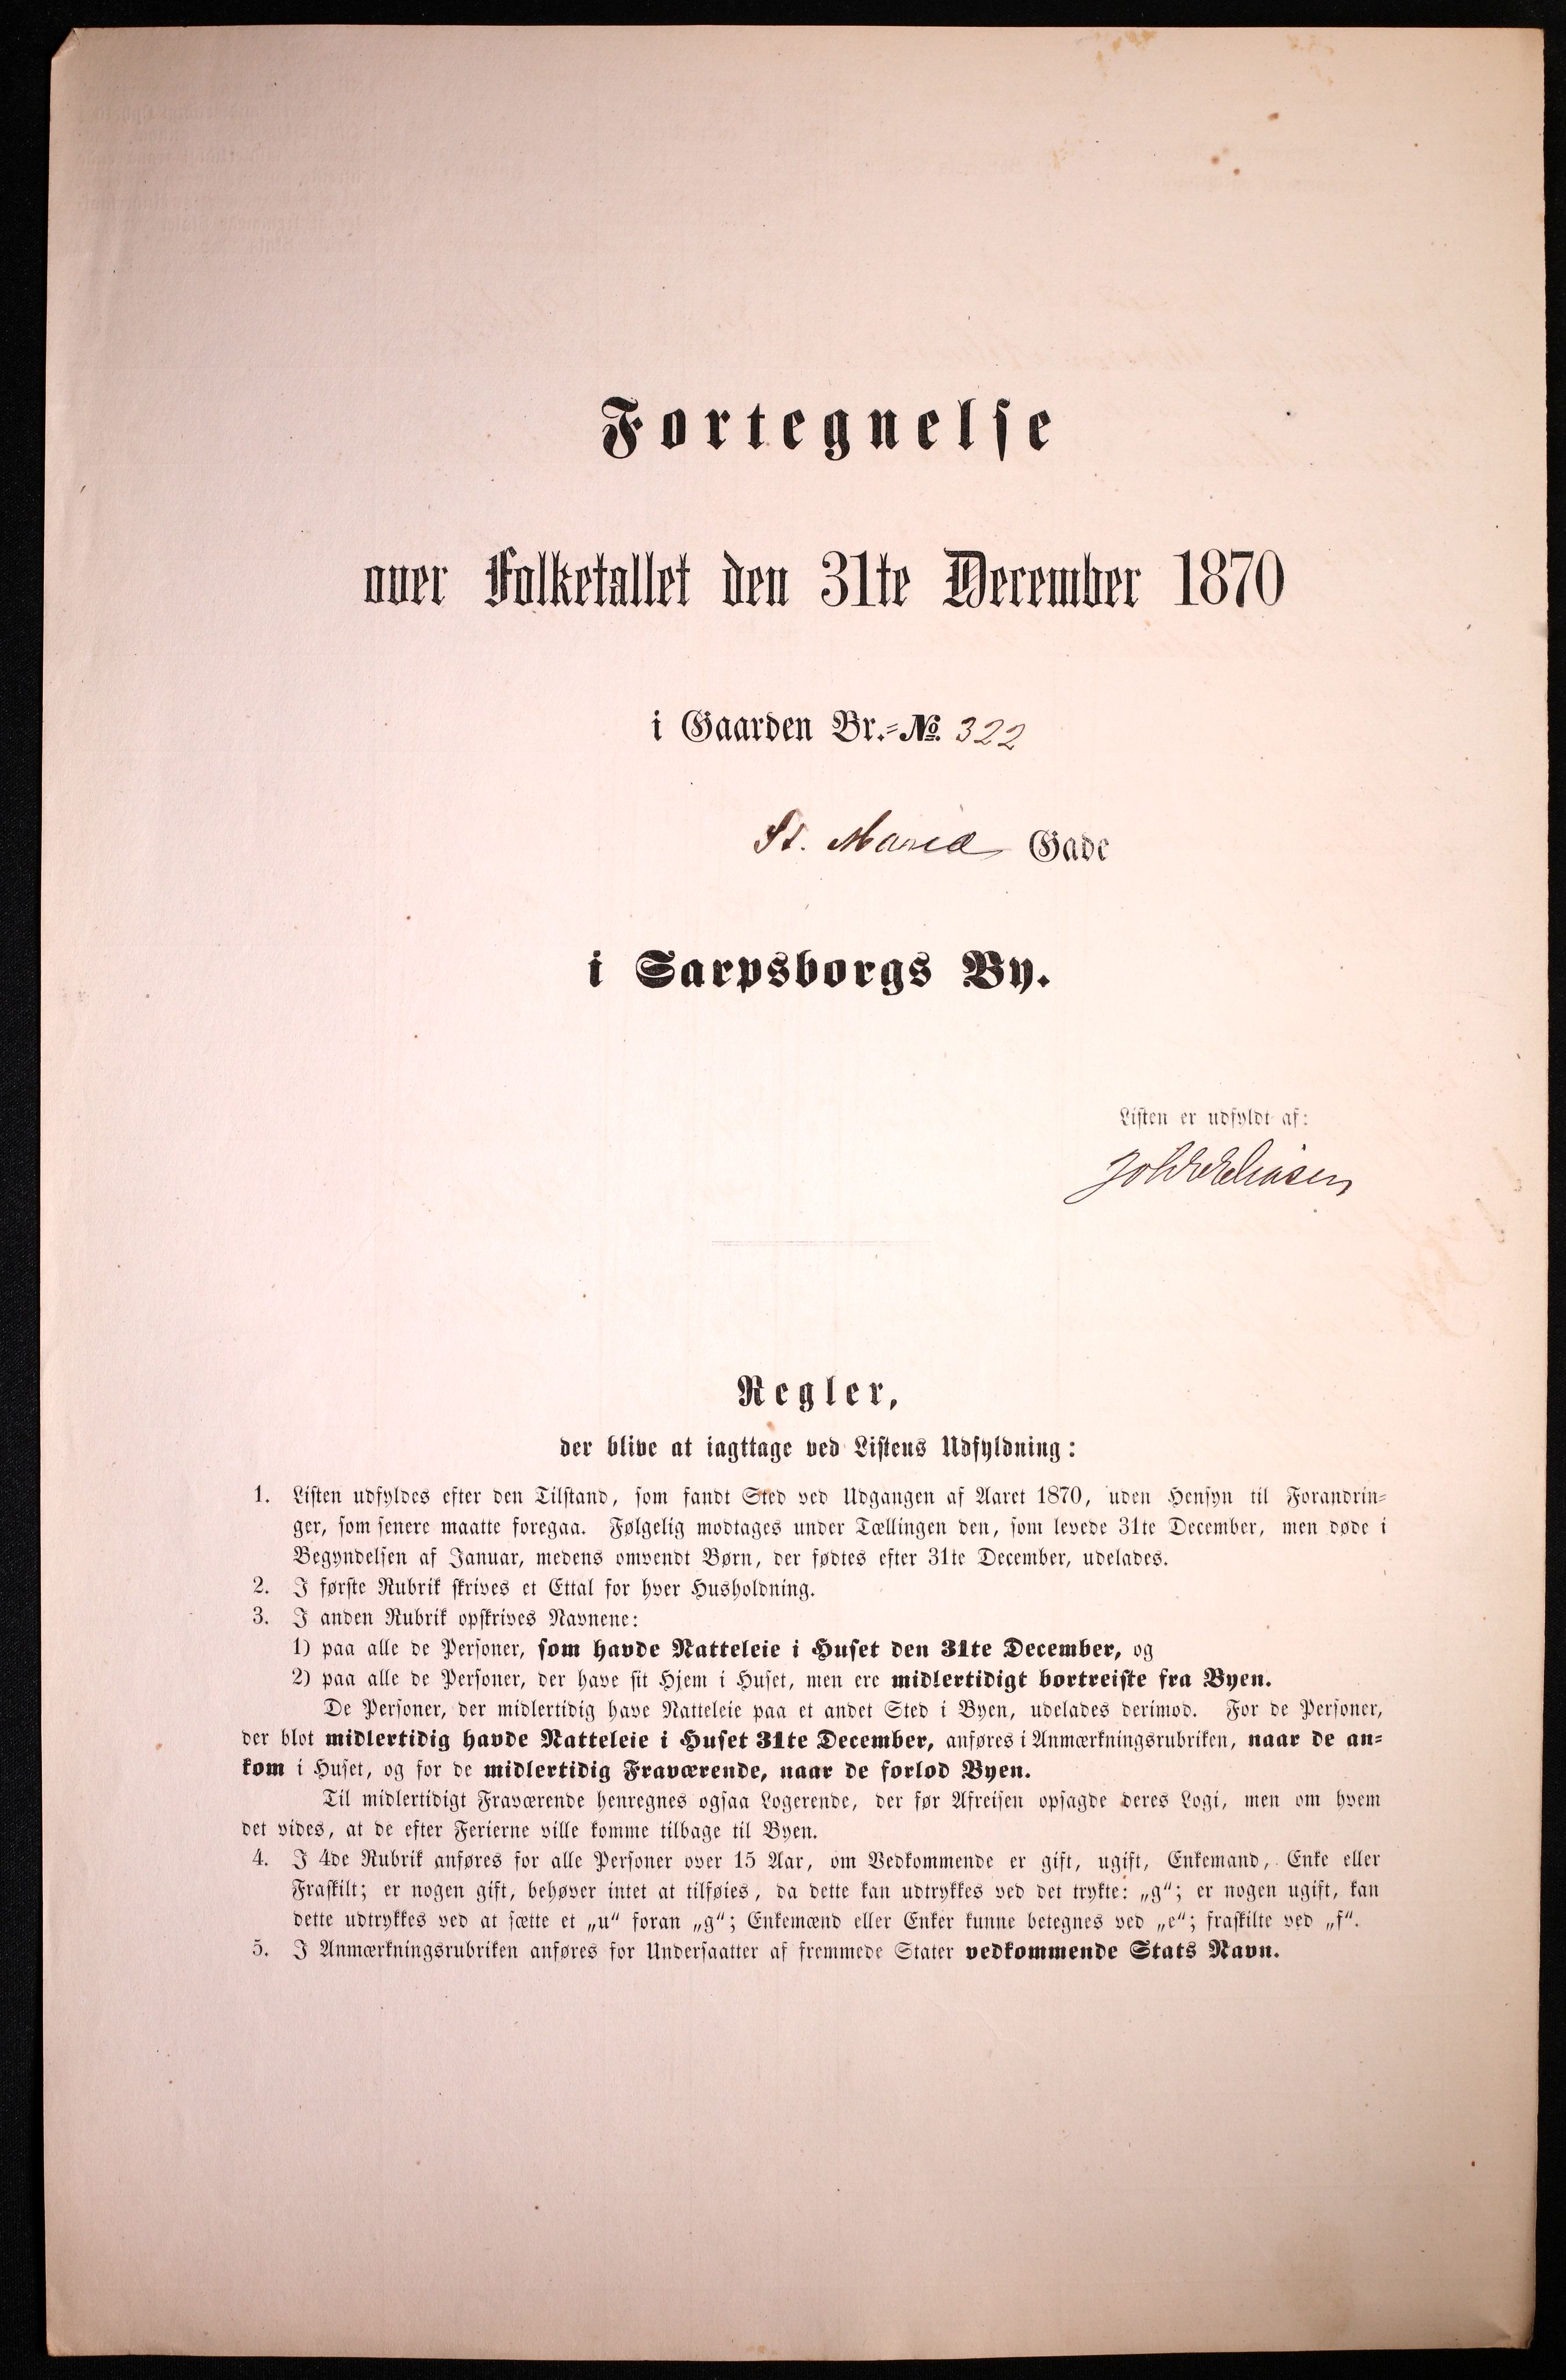 Fortegnelse
over Folketallet den 31te December 1870
i Gaarden Br.-No. 322
St. Maria Gade
i Sarpsborgs By.
Listen er udfyldt af:
Regler,
der blive at iagttage ved Listens Udfyldning:
1. Listen udfyldes efter den Tilstand, som fandt Sted ved Udgangen af Aaret 1870, uden Hensyn til Forandrin-
ger, som senere maatte foregaa. Følgelig modtages under Tællingen den, som levede 31te December, men døde i
Begyndelsen af Januar, medens omvendt Børn, der fødtes efter 31te December, udelades.
2. I første Rubrik skrives et Ettal for hver Husholdning.
3. I anden Rubrik opskrives Navnene:
1) paa alle de Personer, som havde Natteleie i Huset den 31te December, og
2) paa alle de Personer, der have sit Hjem i Huset, men ere midlertidigt bortreiste fra Byen.
De Personer, der midlertidig have Natteleie paa et andet Sted i Byen, udelades derimod. For de Personer,
der blot midlertidig havde Natteleie i Huset 31te December, anføres i Anmærkningsrubriken, naar de an-
kom i Huset, og for de midlertidig Fraværende, naar de forlod Byen.
Til midlertidigt Fraværende henregnes ogsaa Logerende, der før Afreisen opsagde deres Logi, men om hvem
det vides, at de efter Ferierne ville komme tilbage til Byen.
4. I 4de Rubrik anføres for alle Personer over 15 Aar, om Vedkommende er gift, ugift, Enkemand, Enke eller
Fraskilt; er nogen gift, behøver intet at tilføies, da dette kan udtrykkes ved det trykte: „g“; er nogen ugift, kan
dette udtrykkes ved at sætte et „u“ foran „g“; Enkemænd eller Enker kunne betegnes ved „e“; fraskilte ved „f“.
5. I Anmærkningsrubriken anføres for Undersaatter af fremmede Stater vedkommende Stats Navn.